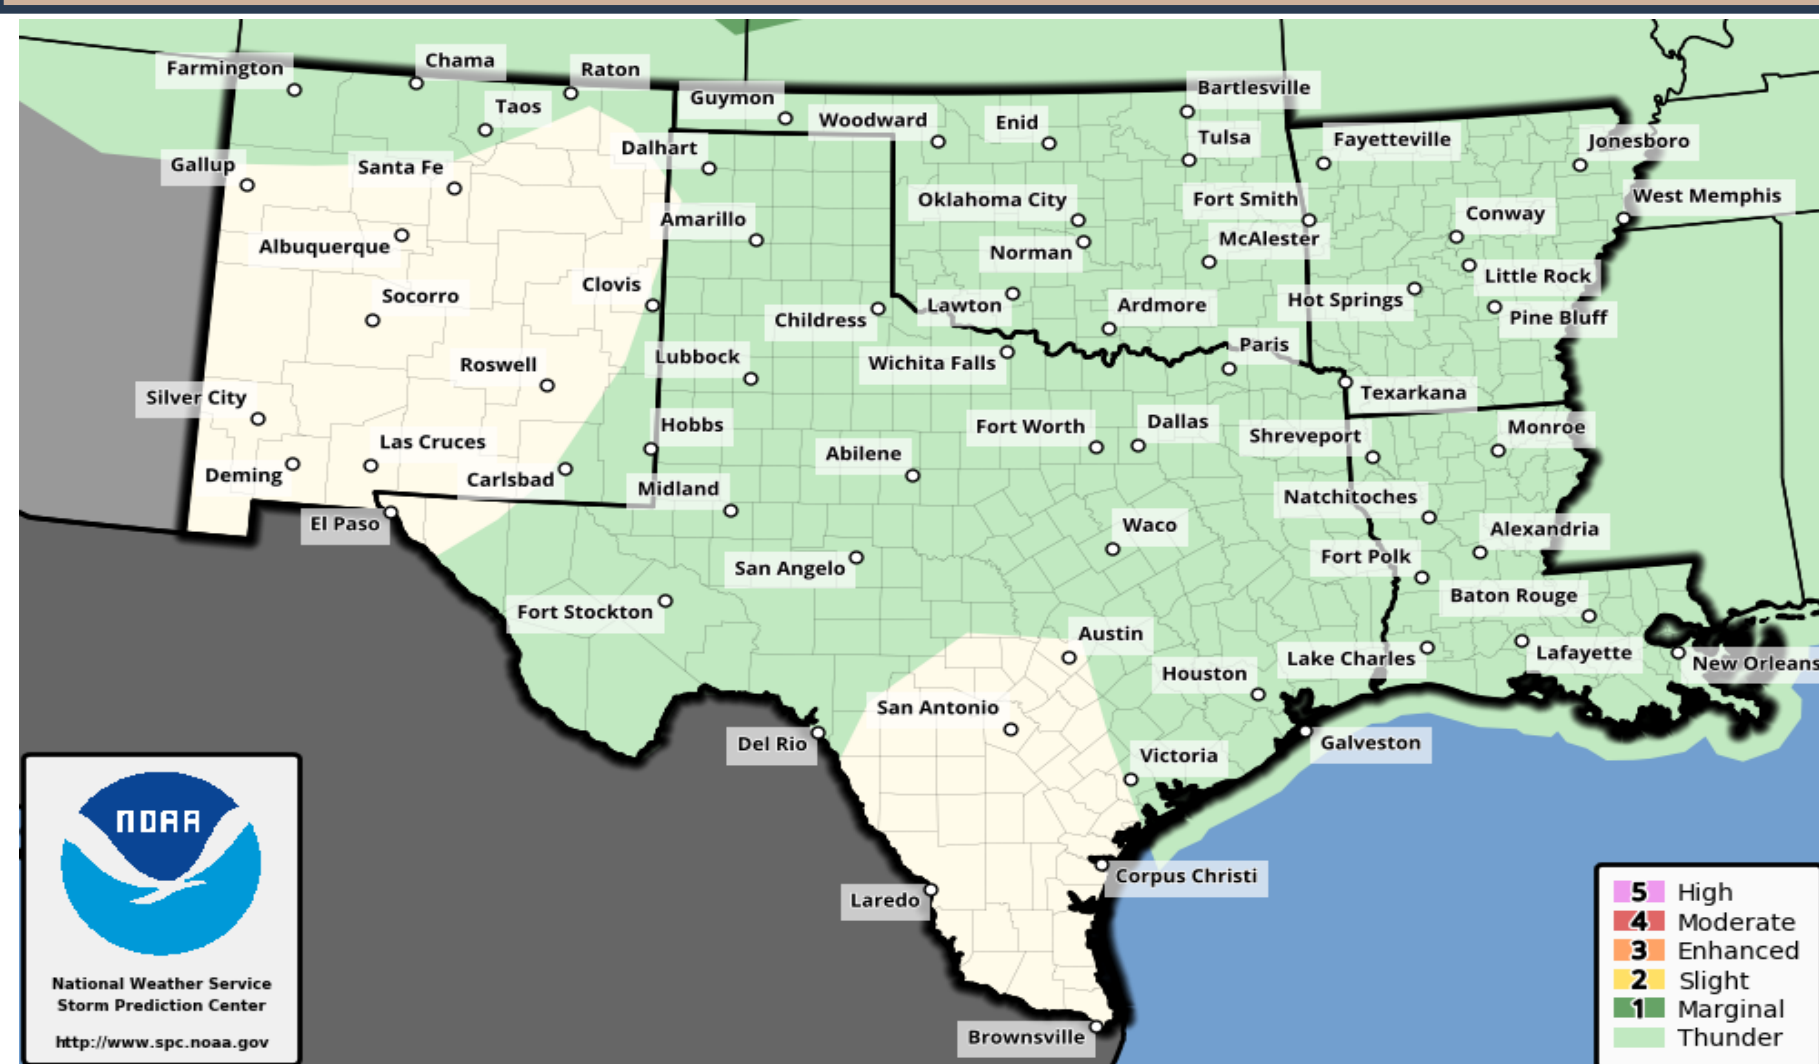 Farmington
Chama
Raton
Taos
Guymon
Woodward
Enid
Bartlesville
Tulsa
Fayetteville
Jonesboro
Gallup
Santa Fe
Dalhart
Oklahoma City
Fort Smith
Conway
West Memphis
Albuquerque
Amarillo
Norman
McAlester
Little Rock
Socorro
Clovis
Childress
Lawton
Ardmore
Hot Springs
Pine Bluff
Roswell
Lubbock
Wichita Falls
Paris
Texarkana
Silver City
Hobbs
Fort Worth
Dallas
Shreveport
Monroe
Las Cruces
Abilene
Deming
Carlsbad
Midland
Natchitoches
El Paso
Waco
Alexandria
San Angelo
Fort Polk
Fort Stockton
Baton Rouge
Austin
Houston
Lake Charles
Lafayette
New Orleans
San Antonio
Del Rio
Victoria
Galveston
Laredo
Corpus Christi
Brownsville
NOAA
National Weather Service
Storm Prediction Center
http://www.spc.noaa.gov
5 High
4 Moderate
3 Enhanced
2 Slight
1 Marginal
Thunder